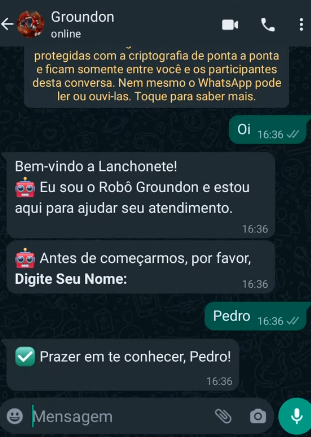 Groundon
online
protegidas com a criptografia de ponta a ponta
e ficam somente entre você e os participantes
desta conversa. Nem mesmo o WhatsApp pode
ler ou ouvi-las. Toque para saber mais.
Oi 16:36
Bem-vindo a Lanchonete!
🤖 Eu sou o Robô Groundon e estou
aqui para ajudar seu atendimento.
16:36
🤖 Antes de começarmos, por favor,
Digite Seu Nome: 16:36
Pedro 16:36
✅ Prazer em te conhecer, Pedro!
16:36
Mensagem